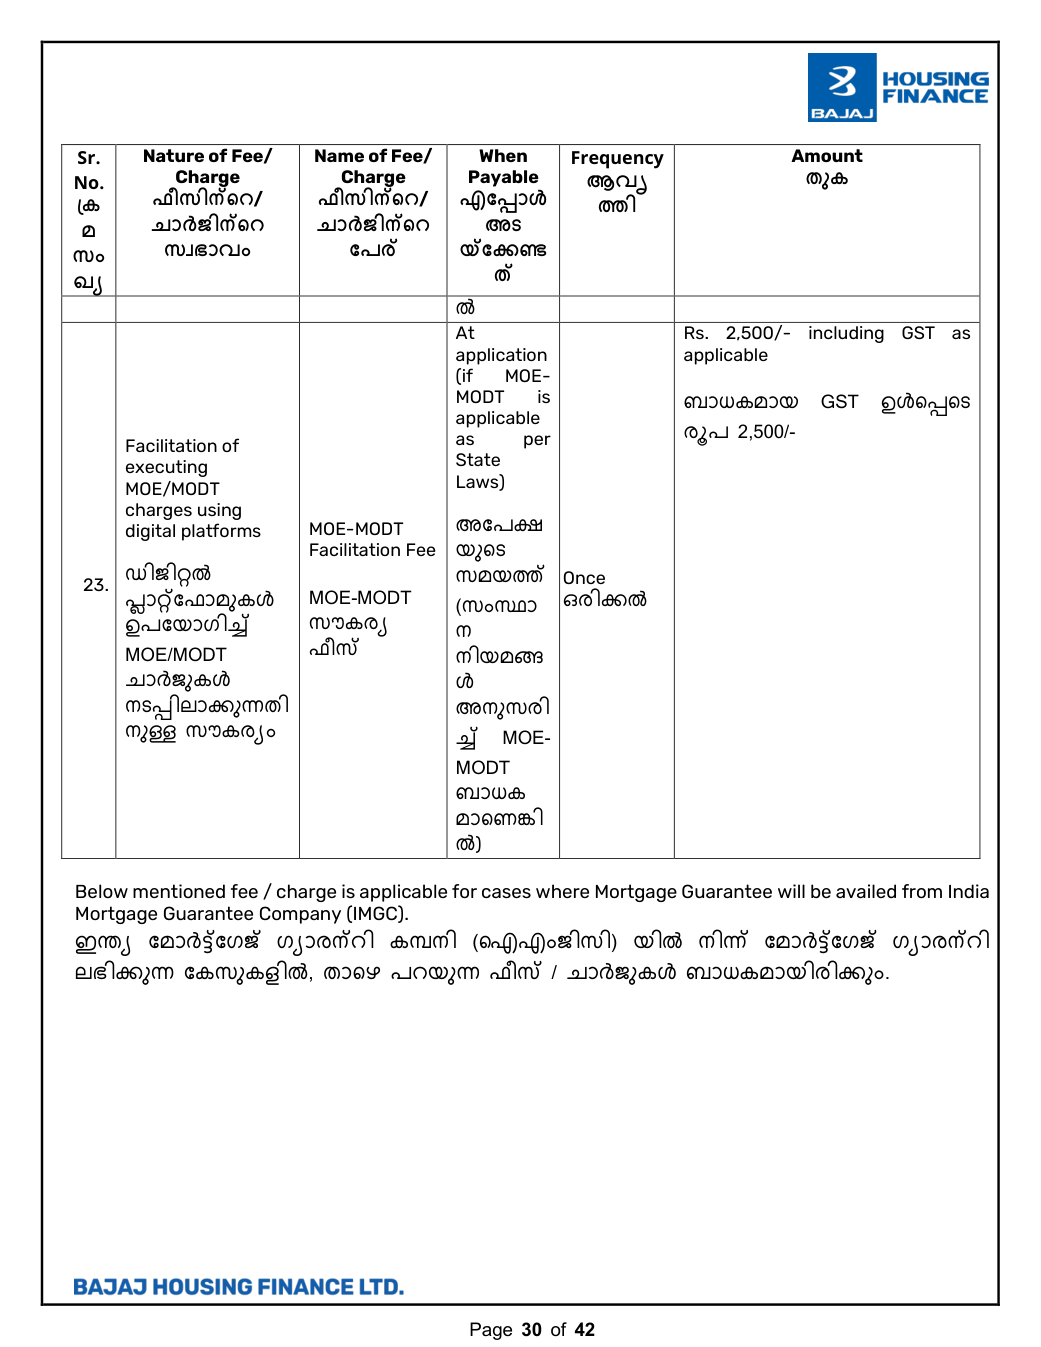 HOUSING
FINANCE
BAJAJ
Sr.
No.
ക്ര
മ
സം
ഖ്യ
Nature of Fee/
Charge
ഫീസിന്റെ/
ചാർജിന്റെ
സ്വഭാവം
Name of Fee/
Charge
ഫീസിന്റെ/
ചാർജിന്റെ
പേര്
When
Payable
എപ്പോൾ
അട
യ്ക്കേണ്ട
ത്
Frequency
ആവൃ
ത്തി
Amount
തുക
ൽ
23.
Facilitation of
executing
MOE/MODT
charges using
digital platforms
ഡിജിറ്റൽ
പ്ലാറ്റ്ഫോമുകൾ
ഉപയോഗിച്ച്
MOE/MODT
ചാർജുകൾ
നടപ്പിലാക്കുന്നതി
നുള്ള സൗകര്യം
MOE-MODT
Facilitation Fee
MOE-MODT
സൗകര്യ
ഫീസ്
At
application
(if MOE-
MODT is
applicable
as per
State
Laws)
അപേക്ഷ
യുടെ
സമയത്ത്
(സംസ്ഥാ
ന
നിയമങ്ങ
ൾ
അനുസരി
ച്ച് MOE-
MODT
ബാധക
മാണെങ്കി
ൽ)
Once
ഒരിക്കൽ
Rs. 2,500/- including GST as
applicable
ബാധകമായ GST ഉൾപ്പെടെ
രൂപ 2,500/-
Below mentioned fee / charge is applicable for cases where Mortgage Guarantee will be availed from India
Mortgage Guarantee Company (IMGC).
ഇന്ത്യ മോർട്ട്ഗേജ് ഗ്യാരന്റി കമ്പനി (ഐഎംജിസി) യിൽ നിന്ന് മോർട്ട്ഗേജ് ഗ്യാരന്റി
ലഭിക്കുന്ന കേസുകളിൽ, താഴെ പറയുന്ന ഫീസ് / ചാർജുകൾ ബാധകമായിരിക്കും.
BAJAJ HOUSING FINANCE LTD.
Page 30 of 42